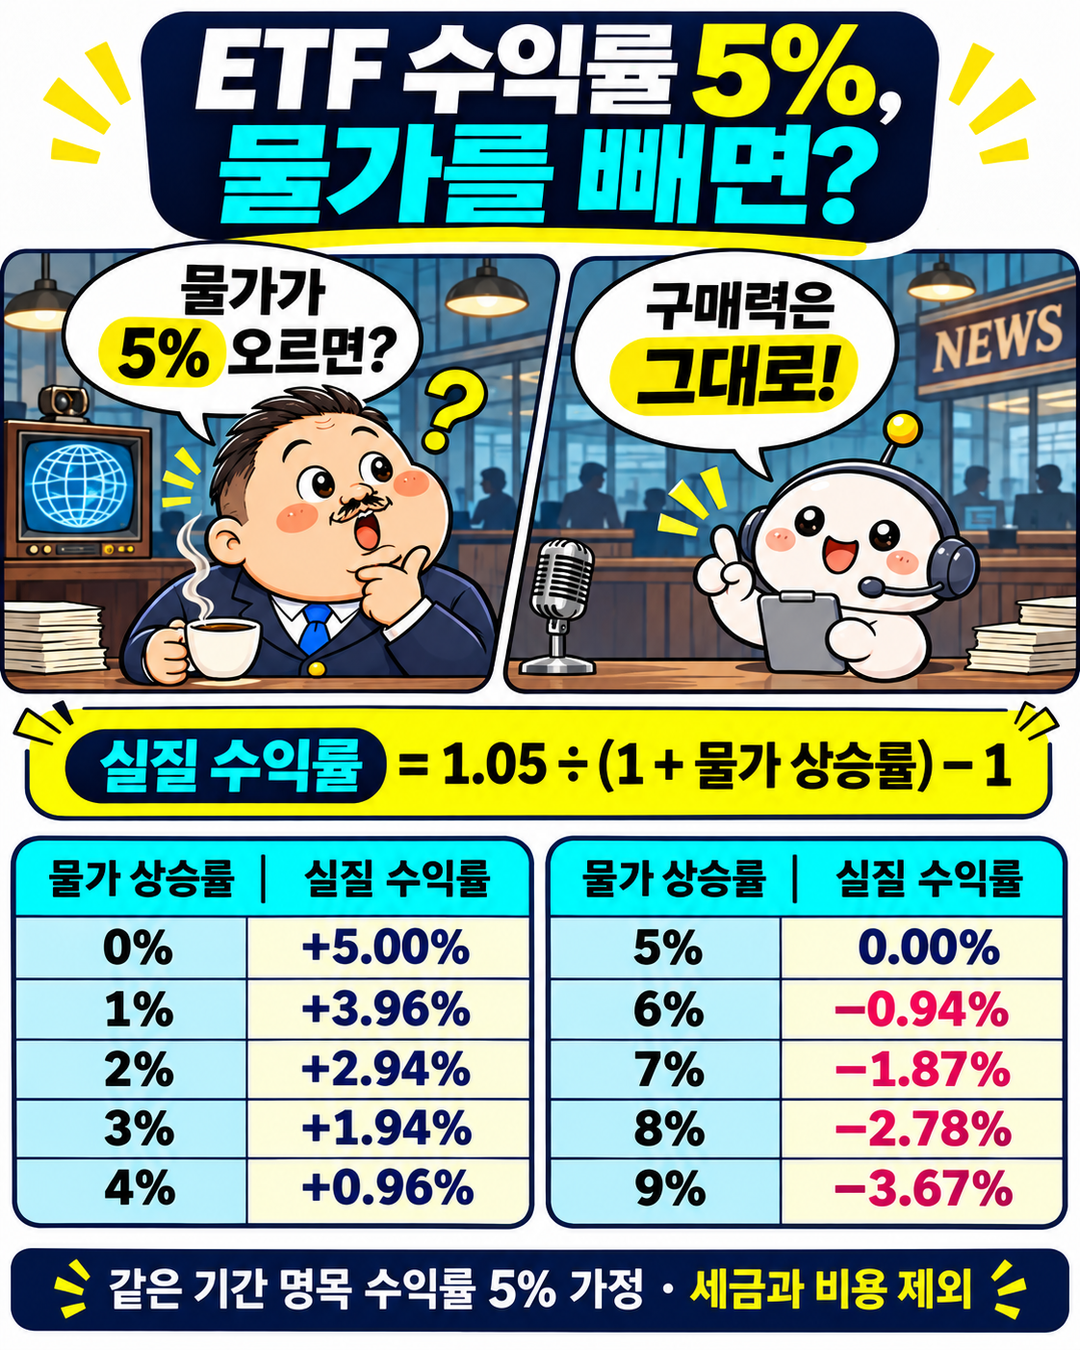 ETF 수익률 5%,
물가를 빼면?
물가가
5% 오르면?
?
구매력은
그대로!
NEWS
실질 수익률 = 1.05 ÷ (1 + 물가 상승률) − 1
물가 상승률 | 실질 수익률
0% +5.00%
1% +3.96%
2% +2.94%
3% +1.94%
4% +0.96%
물가 상승률 | 실질 수익률
5% 0.00%
6% −0.94%
7% −1.87%
8% −2.78%
9% −3.67%
같은 기간 명목 수익률 5% 가정 · 세금과 비용 제외